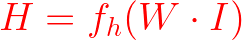 H = f_h(W · I)